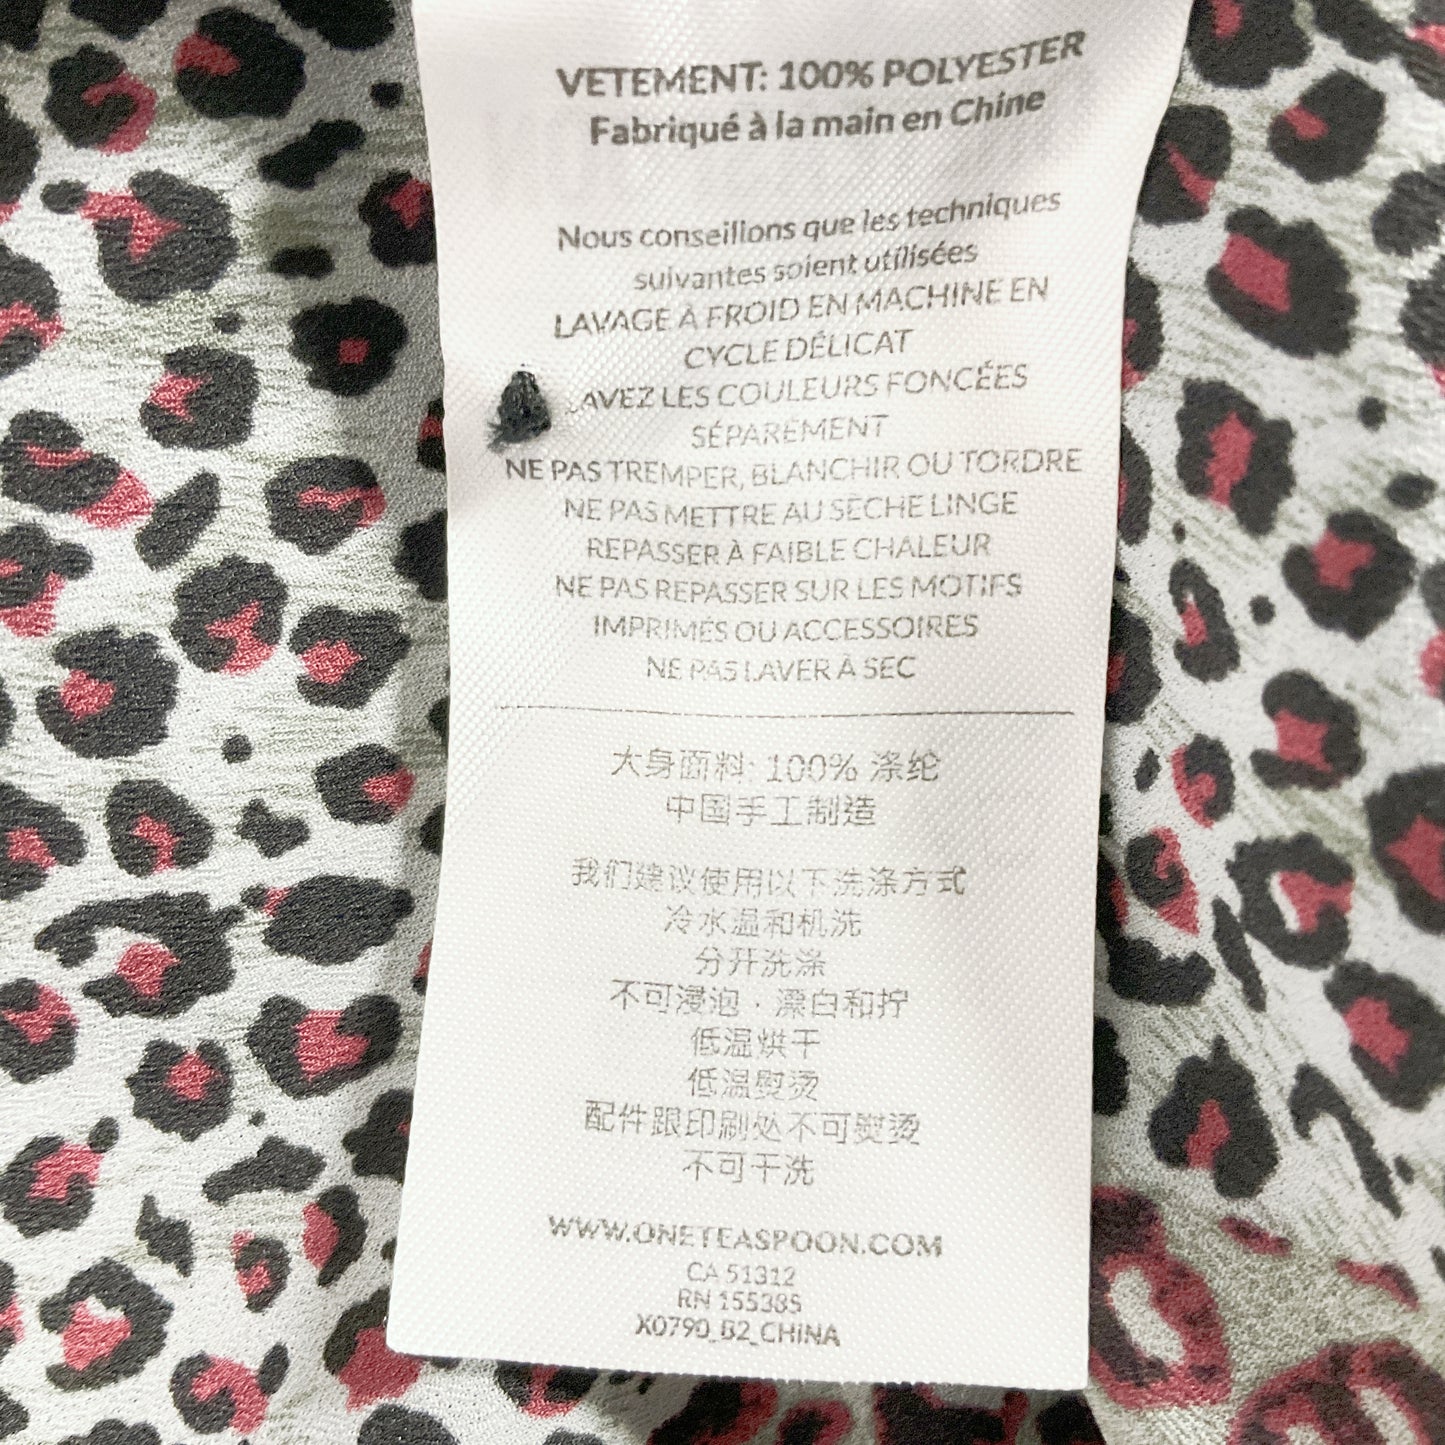 VETEMENT: 100% POLYESTER
Fabriqué à la main en Chine
Nous conseillons que les techniques
suivantes soient utilisées
LAVAGE À FROID EN MACHINE EN
CYCLE DÉLICAT
AVEZ LES COULEURS FONCÉES
SÉPARÉMENT
NE PAS TREMPER, BLANCHIR OU TORDRE
NE PAS METTRE AU SÈCHE LINGE
REPASSER À FAIBLE CHALEUR
NE PAS REPASSER SUR LES MOTIFS
IMPRIMÉS OU ACCESSOIRES
NE PAS LAVER À SEC
大身面料: 100% 涤纶
中国手工制造
我们建议使用以下洗涤方式
冷水温和机洗
分开洗涤
不可浸泡 · 漂白和拧
低温烘干
低温熨烫
配件跟印刷处不可熨烫
不可干洗
WWW.ONETEASPOON.COM
CA 51312
RN 155385
X0790_B2_CHINA